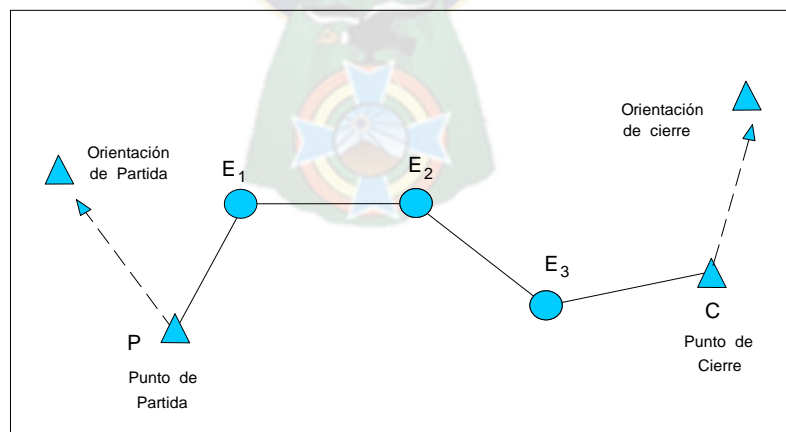 Orientación
de cierre
Orientación
de Partida
E1
E2
E3
P
Punto de
Partida
C
Punto de
Cierre